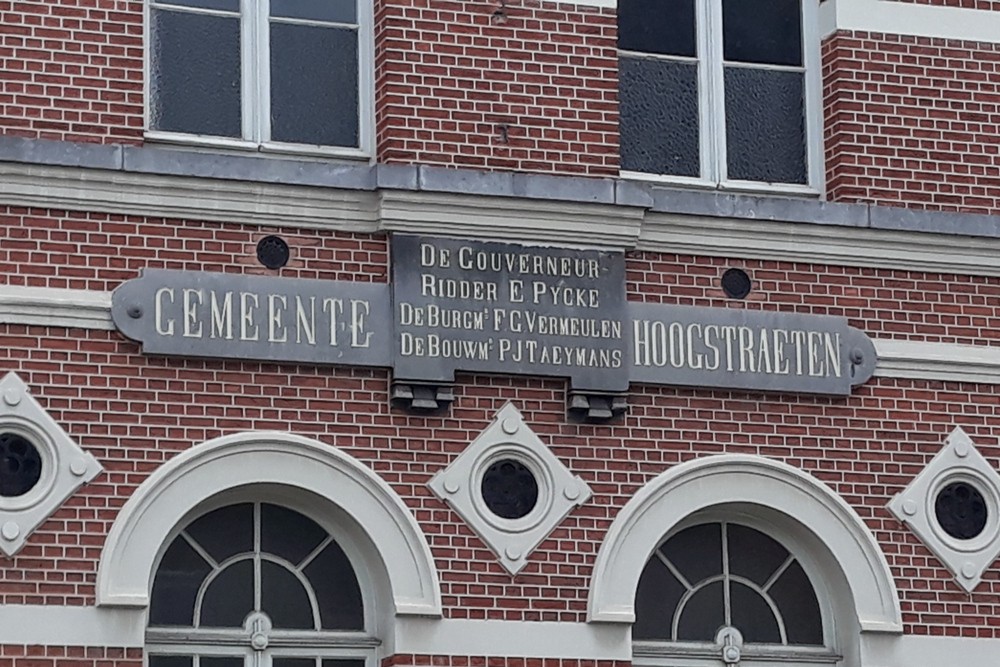 GEMEENTE
DE GOUVERNEUR-
RIDDER E PYCKE
DE BURGMR F G VERMEULEN
DE BOUWMR P J TAEYMANS
HOOGSTRAETEN